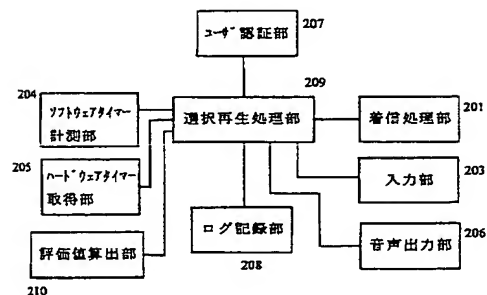 207
ﾕｰｻﾞ認証部
209
204
ｿﾌﾄｳｪｱﾀｲﾏｰ
計測部
選択再生処理部
201
着信処理部
205
ﾊｰﾄﾞｳｪｱﾀｲﾏｰ
取得部
203
入力部
評価値算出部
210
ログ記録部
208
206
音声出力部